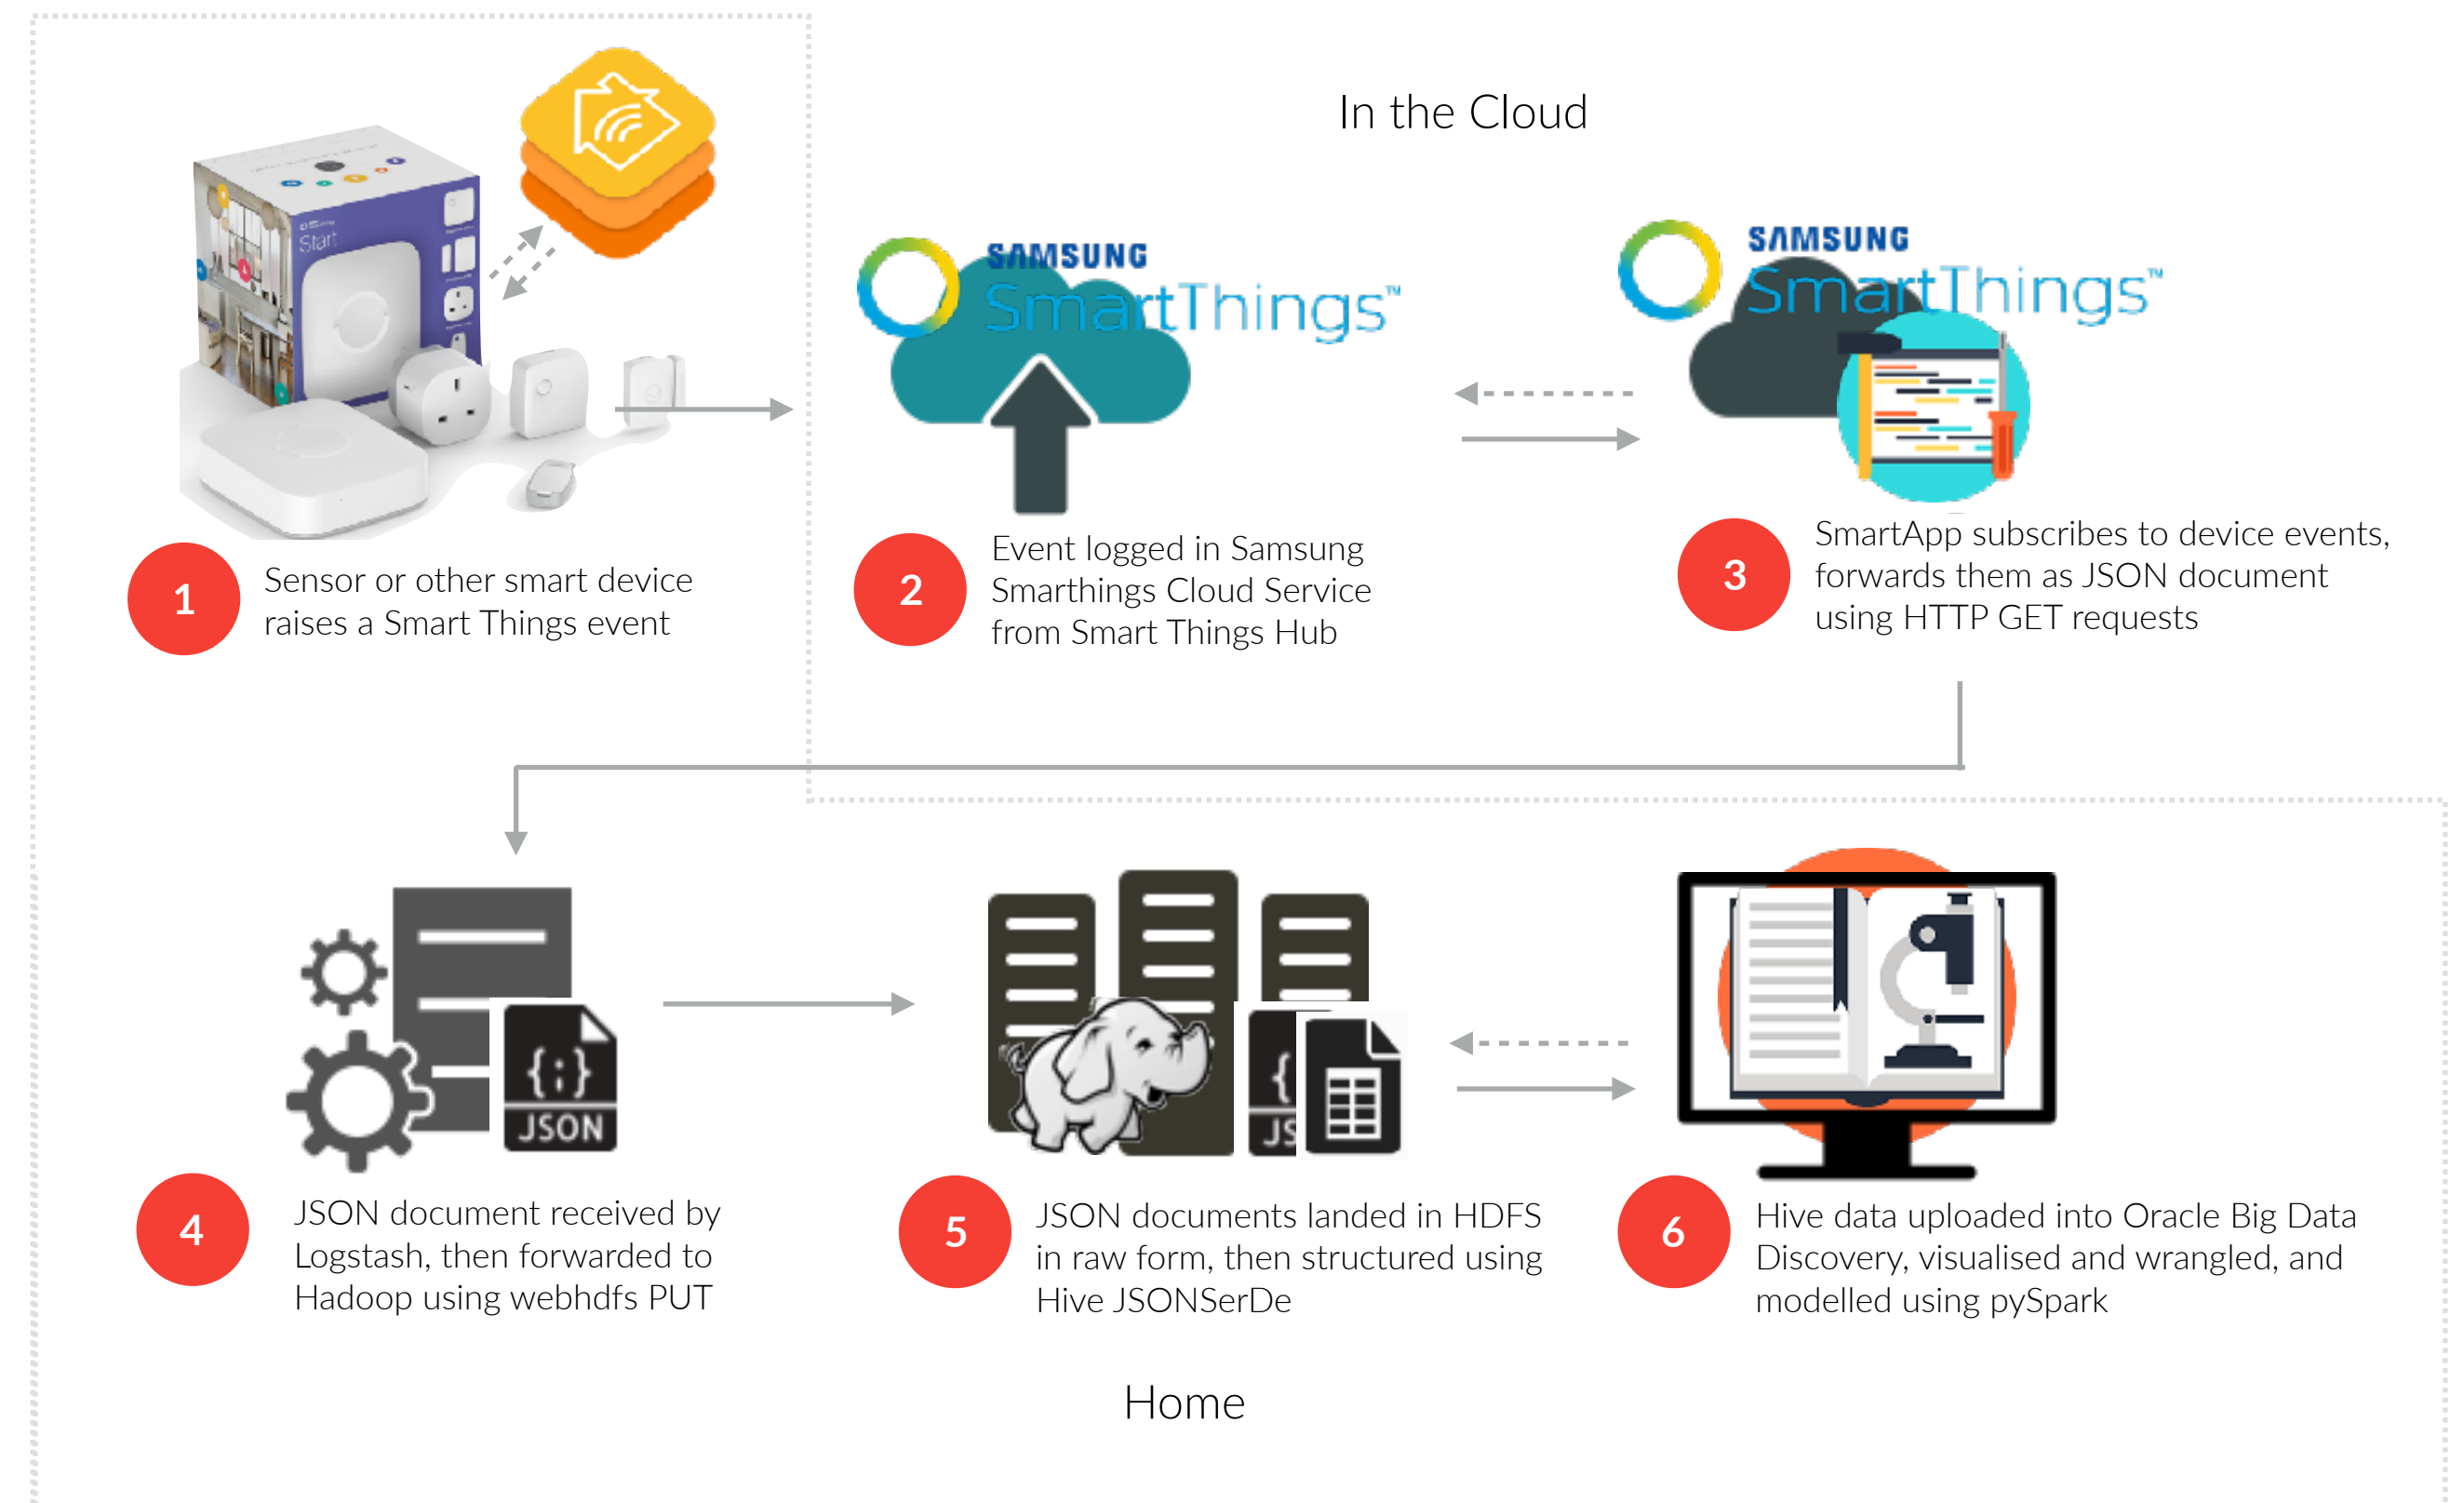 In the Cloud
Start
SAMSUNG
SmartThings™
SAMSUNG
SmartThings™
1
Sensor or other smart device
raises a Smart Things event
2
Event logged in Samsung
Smarthings Cloud Service
from Smart Things Hub
3
SmartApp subscribes to device events,
forwards them as JSON document
using HTTP GET requests
{;}
JSON
{
JS
4
JSON document received by
Logstash, then forwarded to
Hadoop using webhdfs PUT
5
JSON documents landed in HDFS
in raw form, then structured using
Hive JSONSerDe
6
Hive data uploaded into Oracle Big Data
Discovery, visualised and wrangled, and
modelled using pySpark
Home